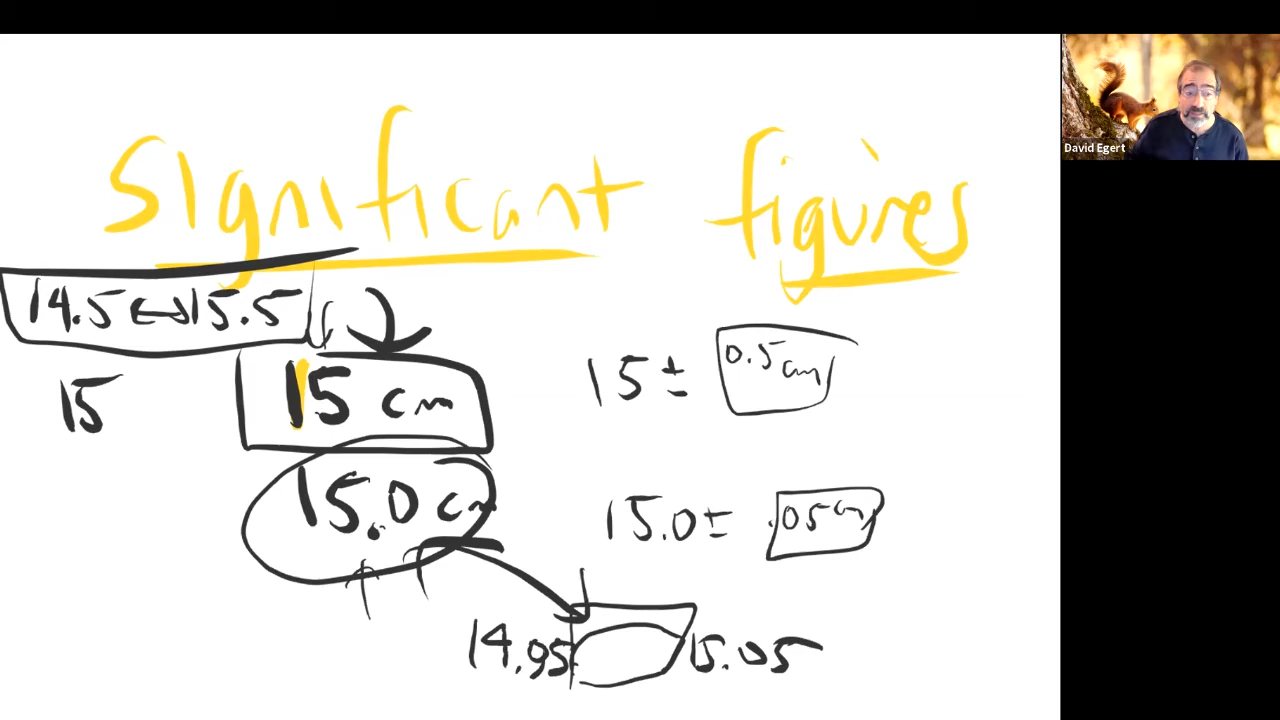 Significant figures
David Egert
14.5 ↔ 15.5
15 15 cm 15 ± 0.5 cm
15.0 cm 15.0 ± .05 cm
14.95 15.05